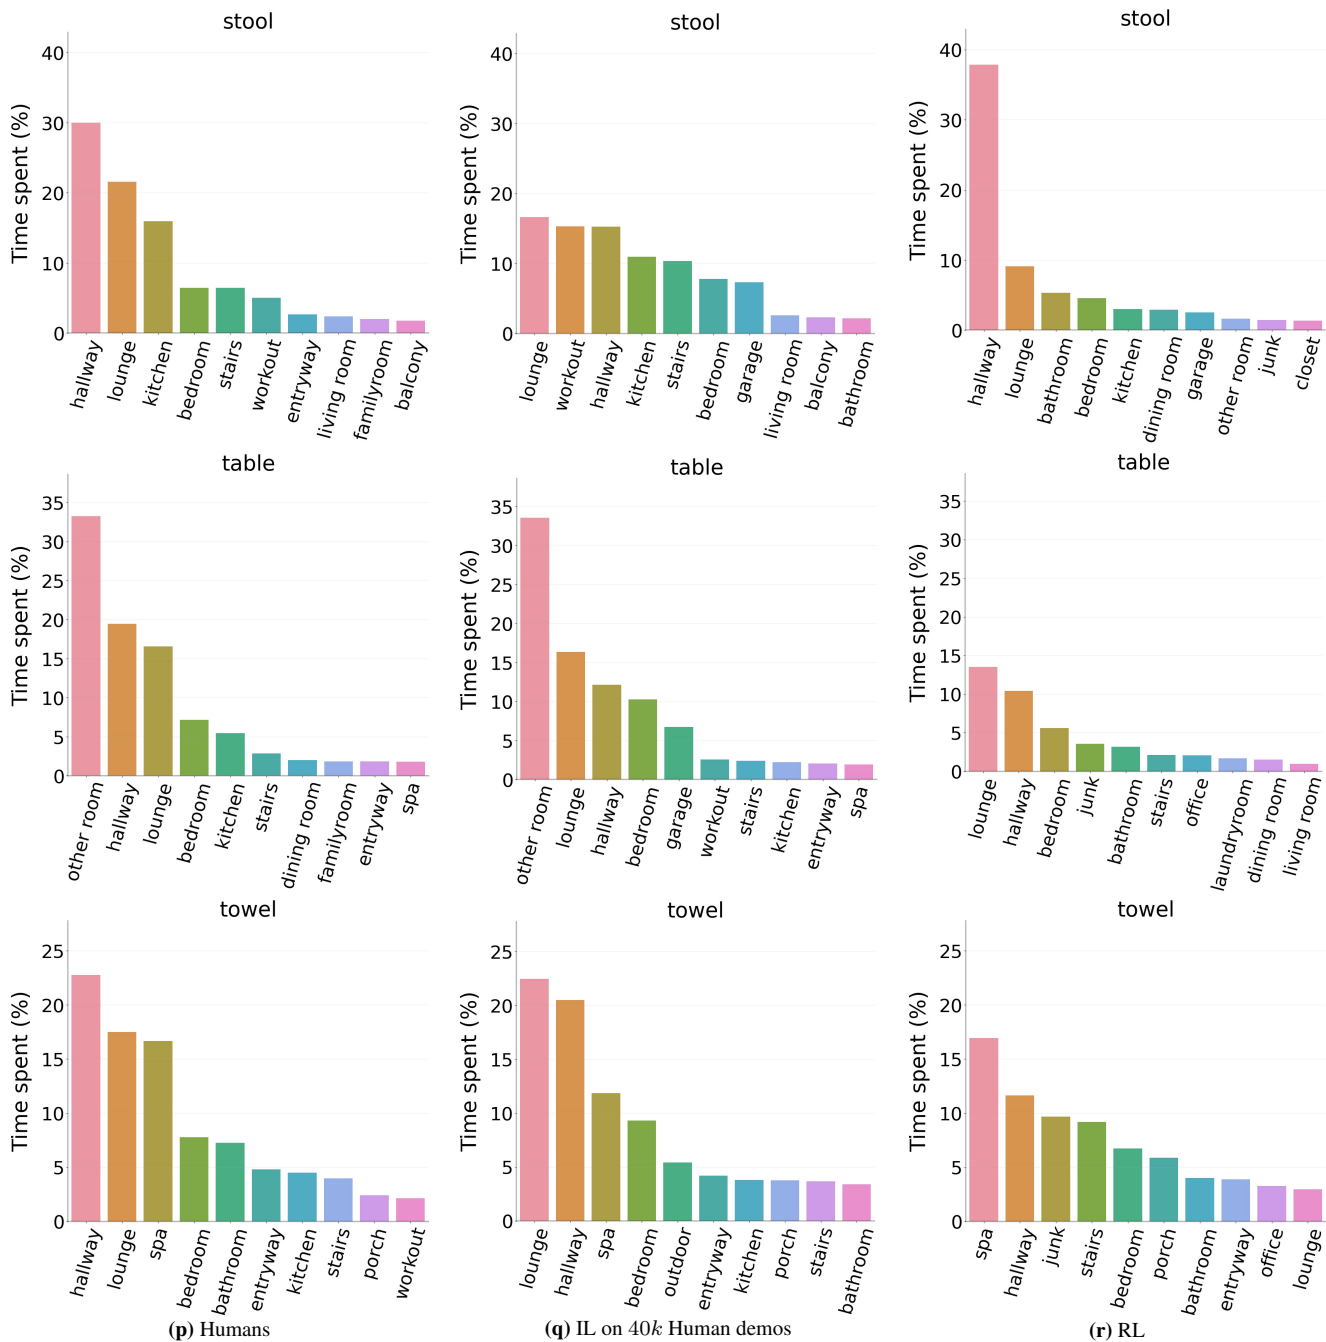 stool
Time spent (%)
40
30
20
10
0
hallway
lounge
kitchen
bedroom
stairs
workout
entryway
living room
familyroom
balcony
stool
Time spent (%)
40
30
20
10
0
lounge
workout
hallway
kitchen
stairs
bedroom
garage
living room
balcony
bathroom
stool
Time spent (%)
40
30
20
10
0
hallway
lounge
bathroom
bedroom
kitchen
dining room
garage
other room
junk
closet
table
Time spent (%)
35
30
25
20
15
10
5
0
other room
hallway
lounge
bedroom
kitchen
stairs
dining room
familyroom
entryway
spa
table
Time spent (%)
35
30
25
20
15
10
5
0
other room
lounge
hallway
bedroom
garage
workout
stairs
kitchen
entryway
spa
table
Time spent (%)
35
30
25
20
15
10
5
0
lounge
hallway
bedroom
junk
bathroom
stairs
office
laundryroom
dining room
living room
towel
Time spent (%)
25
20
15
10
5
0
hallway
lounge
spa
bedroom
bathroom
entryway
kitchen
stairs
porch
workout
towel
Time spent (%)
25
20
15
10
5
0
lounge
hallway
spa
bedroom
outdoor
entryway
kitchen
porch
stairs
bathroom
towel
Time spent (%)
25
20
15
10
5
0
spa
hallway
junk
stairs
bedroom
porch
bathroom
entryway
office
lounge
(p) Humans
(q) IL on 40k Human demos
(r) RL